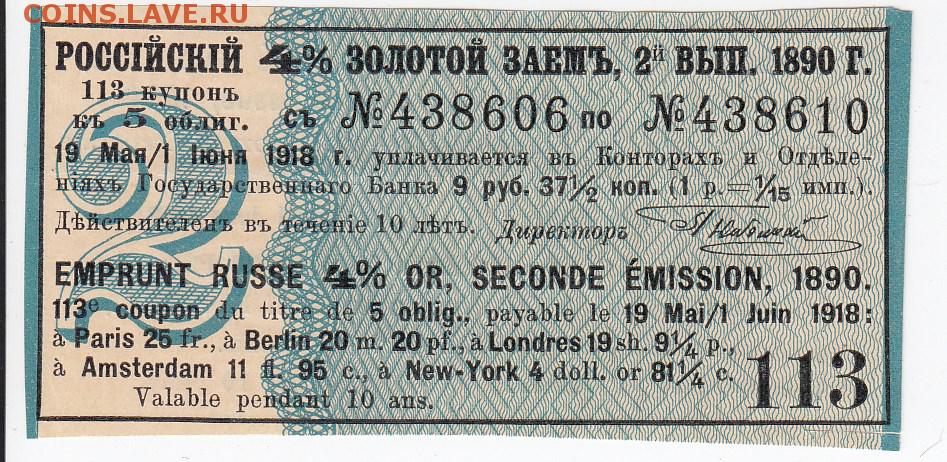 COINS.LAVE.RU
РОССІЙСКІЙ 4% ЗОЛОТОЙ ЗАЕМЪ, 2й ВЫП. 1890 Г.
113 купонъ
къ 5 облиг. съ №438606 по №438610
19 Мая/1 Іюня 1918 г. уплачивается въ Конторахъ и Отдѣле-
ніяхъ Государственнаго Банка 9 руб. 37½ коп. (1 р.=1/15 имп.).
Дѣйствителенъ въ теченіе 10 лѣтъ. Директоръ
EMPRUNT RUSSE 4% OR, SECONDE ÉMISSION, 1890.
113e coupon du titre de 5 oblig., payable le 19 Mai/1 Juin 1918:
à Paris 25 fr., à Berlin 20 m. 20 pf., à Londres 19 sh. 9¼ p.,
à Amsterdam 11 fl. 95 c., à New-York 4 doll. or 81¼ c.
Valable pendant 10 ans.
113
2